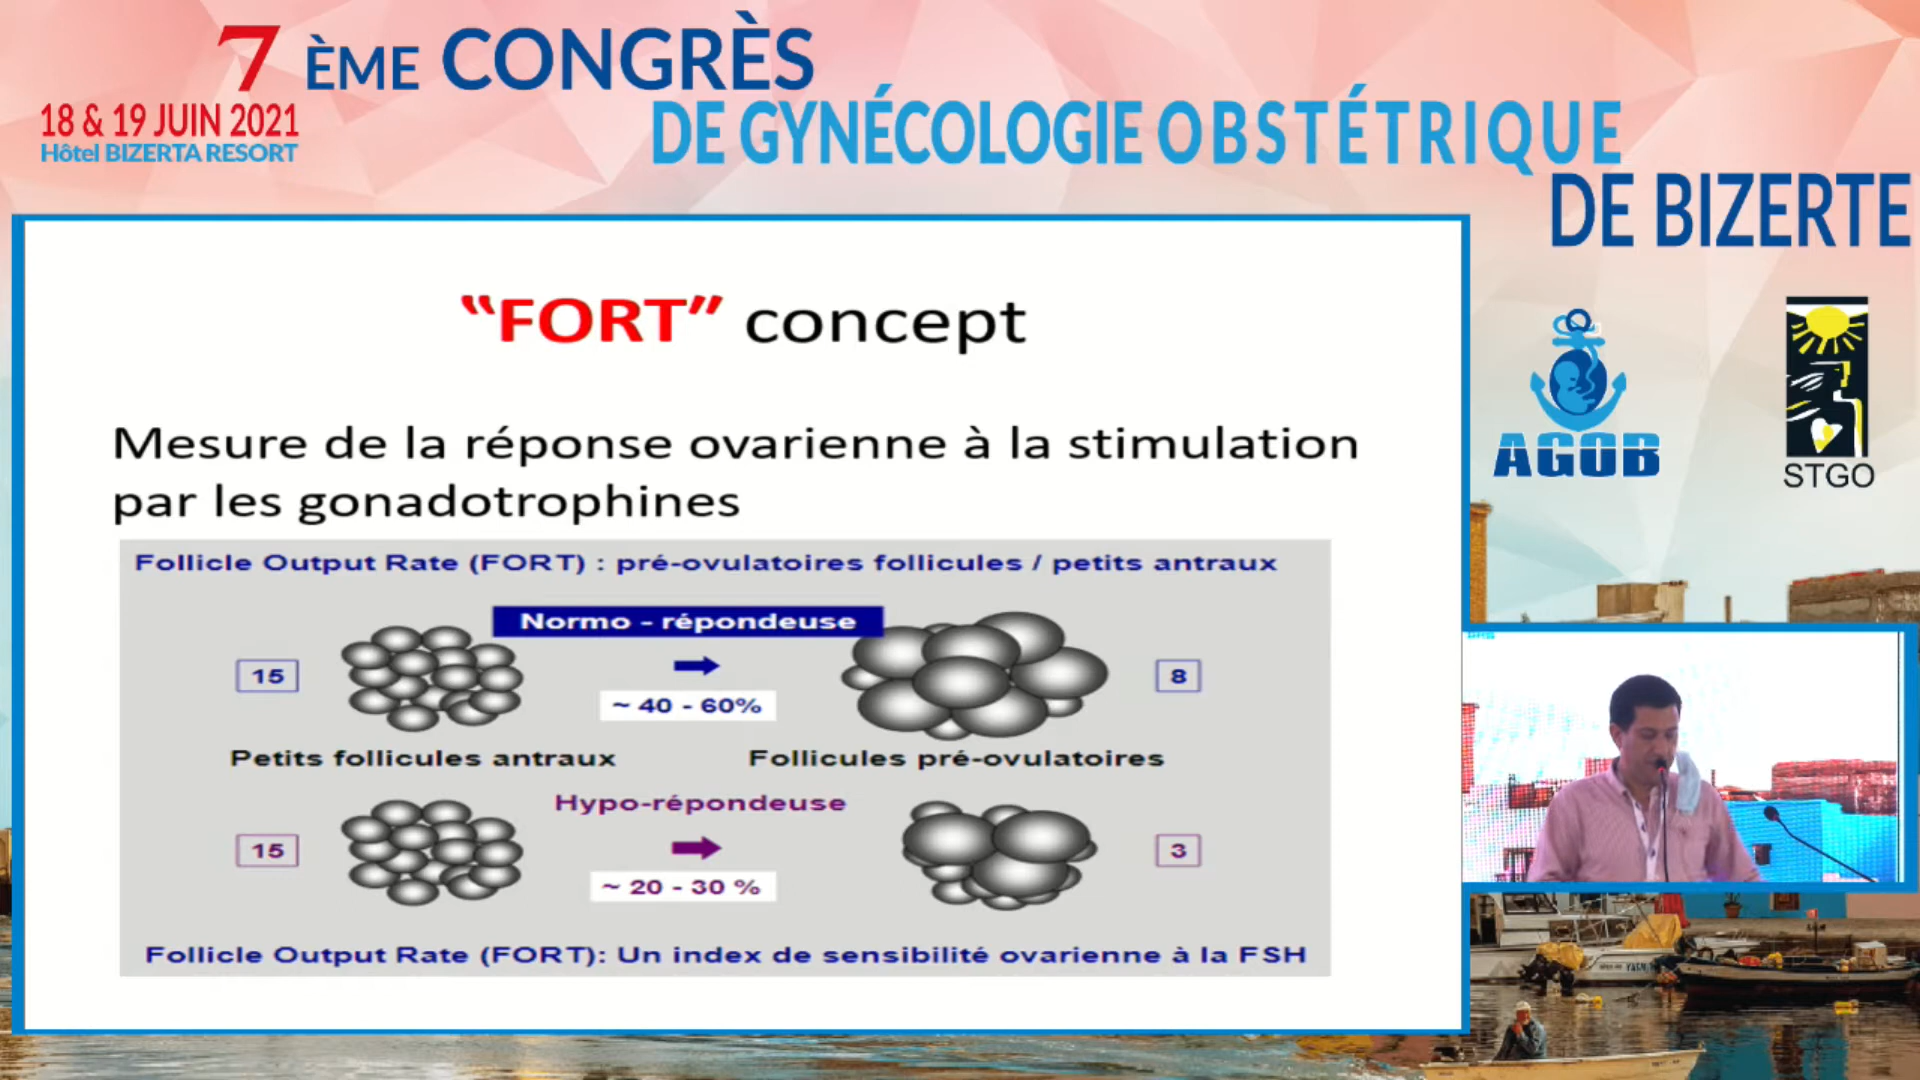 7 ÈME CONGRÈS
18 & 19 JUIN 2021
Hôtel BIZERTA RESORT
DE GYNÉCOLOGIE OBSTÉTRIQUE
DE BIZERTE
AGOB
STGO
"FORT" concept
Mesure de la réponse ovarienne à la stimulation
par les gonadotrophines
Follicle Output Rate (FORT) : pré-ovulatoires follicules / petits antraux
Normo - répondeuse
15
8
~ 40 - 60%
Petits follicules antraux
Follicules pré-ovulatoires
Hypo-répondeuse
15
3
~ 20 - 30 %
Follicle Output Rate (FORT): Un index de sensibilité ovarienne à la FSH